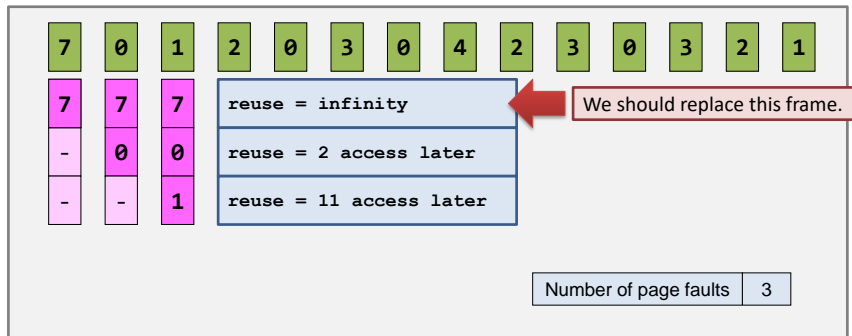 7 0 1 2 0 3 0 4 2 3 0 3 2 1
7 7 7 reuse = infinity We should replace this frame.
- 0 0 reuse = 2 access later
- - 1 reuse = 11 access later
Number of page faults 3